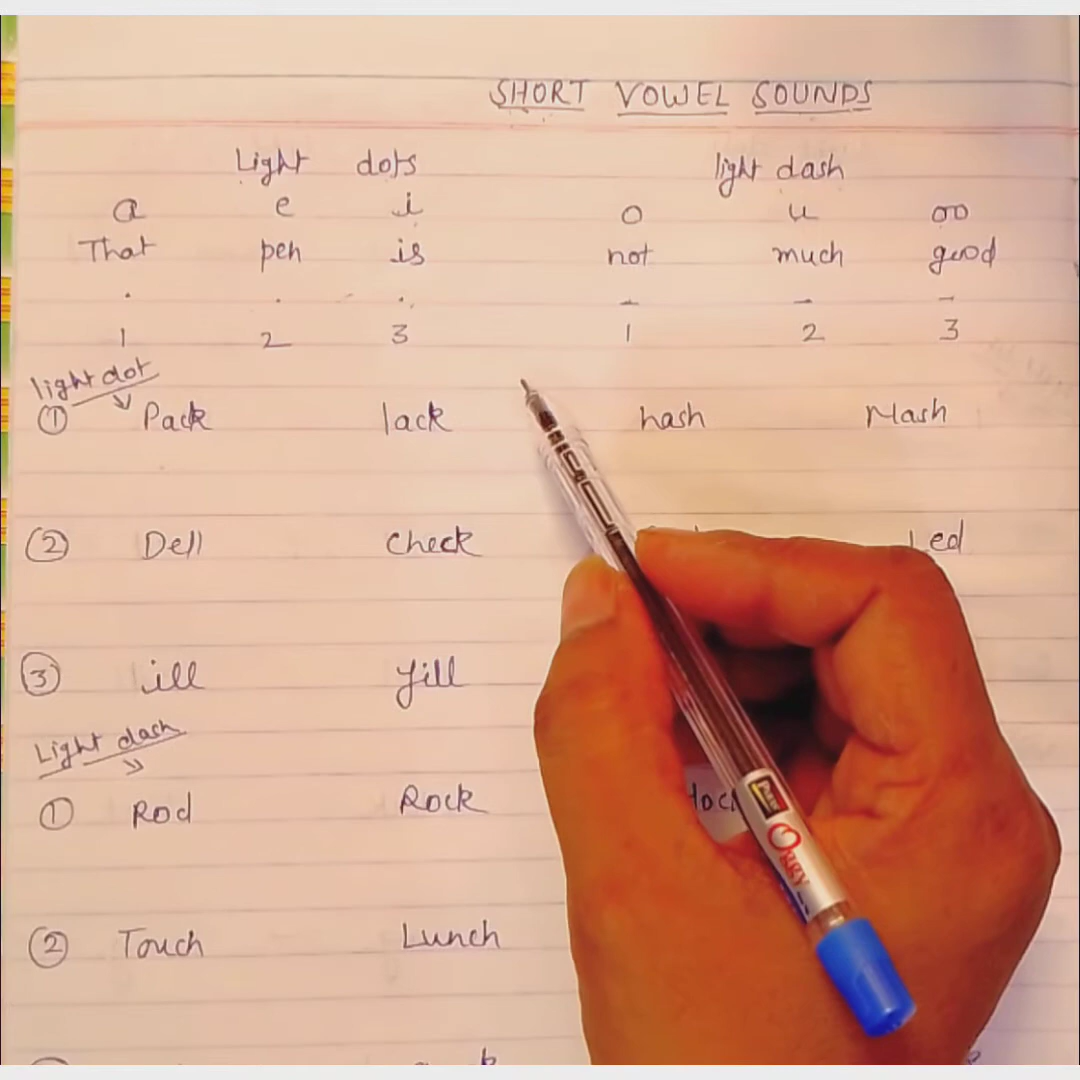 SHORT VOWEL SOUNDS
Light dots light dash
a e i o u oo
That pen is not much good
. . . – – –
1 2 3 1 2 3
light dot
① Pack lack hash Mash
② Dell Check Led
③ ill Jill
Light dash
① Rod Rock
② Touch Lunch
Oggy